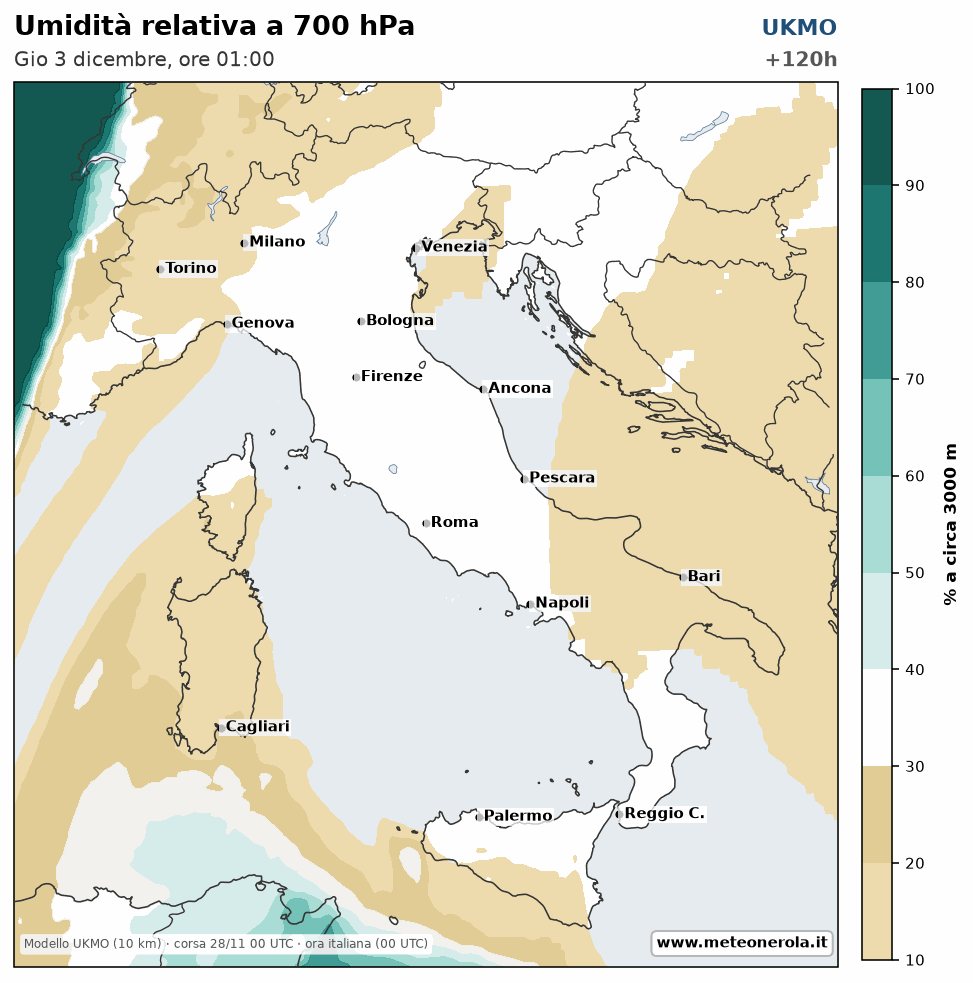 Umidità relativa a 700 hPa
UKMO
Gio 3 dicembre, ore 01:00
+120h
Milano
Venezia
Torino
Genova
Bologna
Firenze
Ancona
Pescara
Roma
Bari
Napoli
Cagliari
Palermo
Reggio C.
100
90
80
70
60
50
40
30
20
10
% a circa 3000 m
Modello UKMO (10 km) · corsa 28/11 00 UTC · ora italiana (00 UTC)
www.meteonerola.it